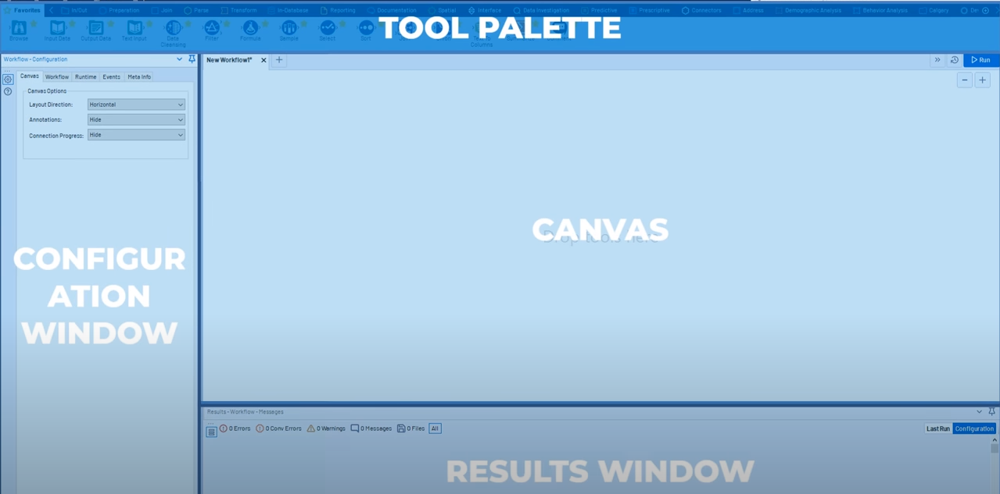 Favorites In/Out Preparation Join Parse Transform In-Database Reporting Documentation Spatial Interface Data Investigation Predictive Prescriptive Connectors Address Demographic Analysis Behavior Analysis Calgary
Browse Input Data Output Data Text Input Data Cleansing Filter Formula Sample Select Sort Columns
TOOL PALETTE
Workflow - Configuration
New Workflow1*
Run
Canvas Workflow Runtime Events Meta Info
Canvas Options
Layout Direction: Horizontal
Annotations: Hide
Connection Progress: Hide
Drop tools here
CANVAS
CONFIGUR
ATION
WINDOW
Results - Workflow - Messages
0 Errors 0 Conv Errors 0 Warnings 0 Messages 0 Files All
Last Run Configuration
RESULTS WINDOW